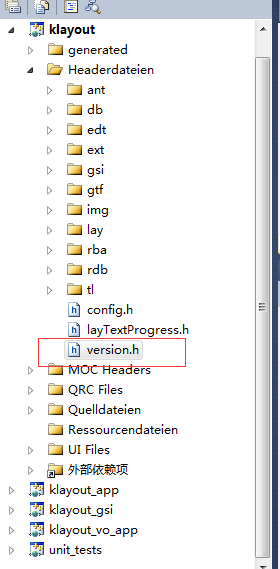 klayout
generated
Headerdateien
ant
db
edt
ext
gsi
gtf
img
lay
rba
rdb
tl
config.h
layTextProgress.h
version.h
MOC Headers
QRC Files
Quelldateien
Ressourcendateien
UI Files
外部依赖项
klayout_app
klayout_gsi
klayout_vo_app
unit_tests